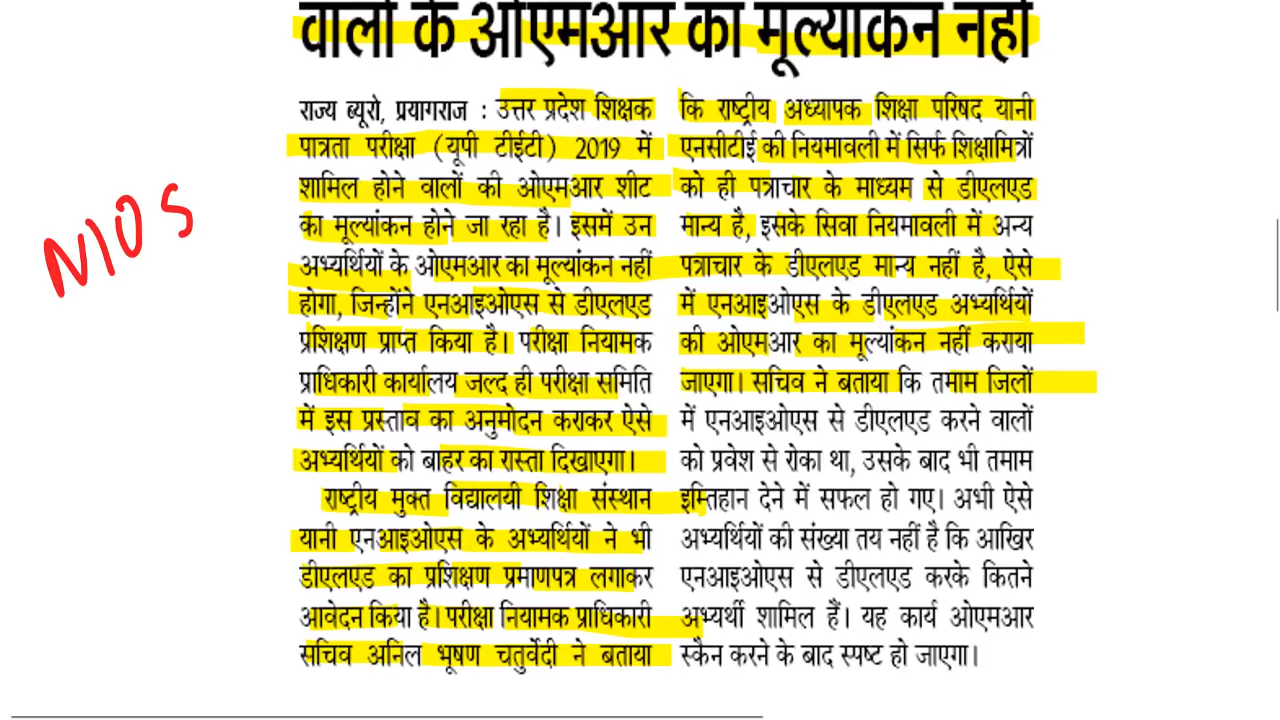 वालों के ओएमआर का मूल्यांकन नहीं
राज्य ब्यूरो, प्रयागराज : उत्तर प्रदेश शिक्षक
पात्रता परीक्षा (यूपी टीईटी) 2019 में
शामिल होने वालों की ओएमआर शीट
का मूल्यांकन होने जा रहा है। इसमें उन
अभ्यर्थियों के ओएमआर का मूल्यांकन नहीं
होगा, जिन्होंने एनआइओएस से डीएलएड
प्रशिक्षण प्राप्त किया है। परीक्षा नियामक
प्राधिकारी कार्यालय जल्द ही परीक्षा समिति
में इस प्रस्ताव का अनुमोदन कराकर ऐसे
अभ्यर्थियों को बाहर का रास्ता दिखाएगा।
राष्ट्रीय मुक्त विद्यालयी शिक्षा संस्थान
यानी एनआइओएस के अभ्यर्थियों ने भी
डीएलएड का प्रशिक्षण प्रमाणपत्र लगाकर
आवेदन किया है। परीक्षा नियामक प्राधिकारी
सचिव अनिल भूषण चतुर्वेदी ने बताया
कि राष्ट्रीय अध्यापक शिक्षा परिषद यानी
एनसीटीई की नियमावली में सिर्फ शिक्षामित्रों
को ही पत्राचार के माध्यम से डीएलएड
मान्य है, इसके सिवा नियमावली में अन्य
पत्राचार के डीएलएड मान्य नहीं है, ऐसे
में एनआइओएस के डीएलएड अभ्यर्थियों
की ओएमआर का मूल्यांकन नहीं कराया
जाएगा। सचिव ने बताया कि तमाम जिलों
में एनआइओएस से डीएलएड करने वालों
को प्रवेश से रोका था, उसके बाद भी तमाम
इम्तिहान देने में सफल हो गए। अभी ऐसे
अभ्यर्थियों की संख्या तय नहीं है कि आखिर
एनआइओएस से डीएलएड करके कितने
अभ्यर्थी शामिल हैं। यह कार्य ओएमआर
स्कैन करने के बाद स्पष्ट हो जाएगा।
NIOS